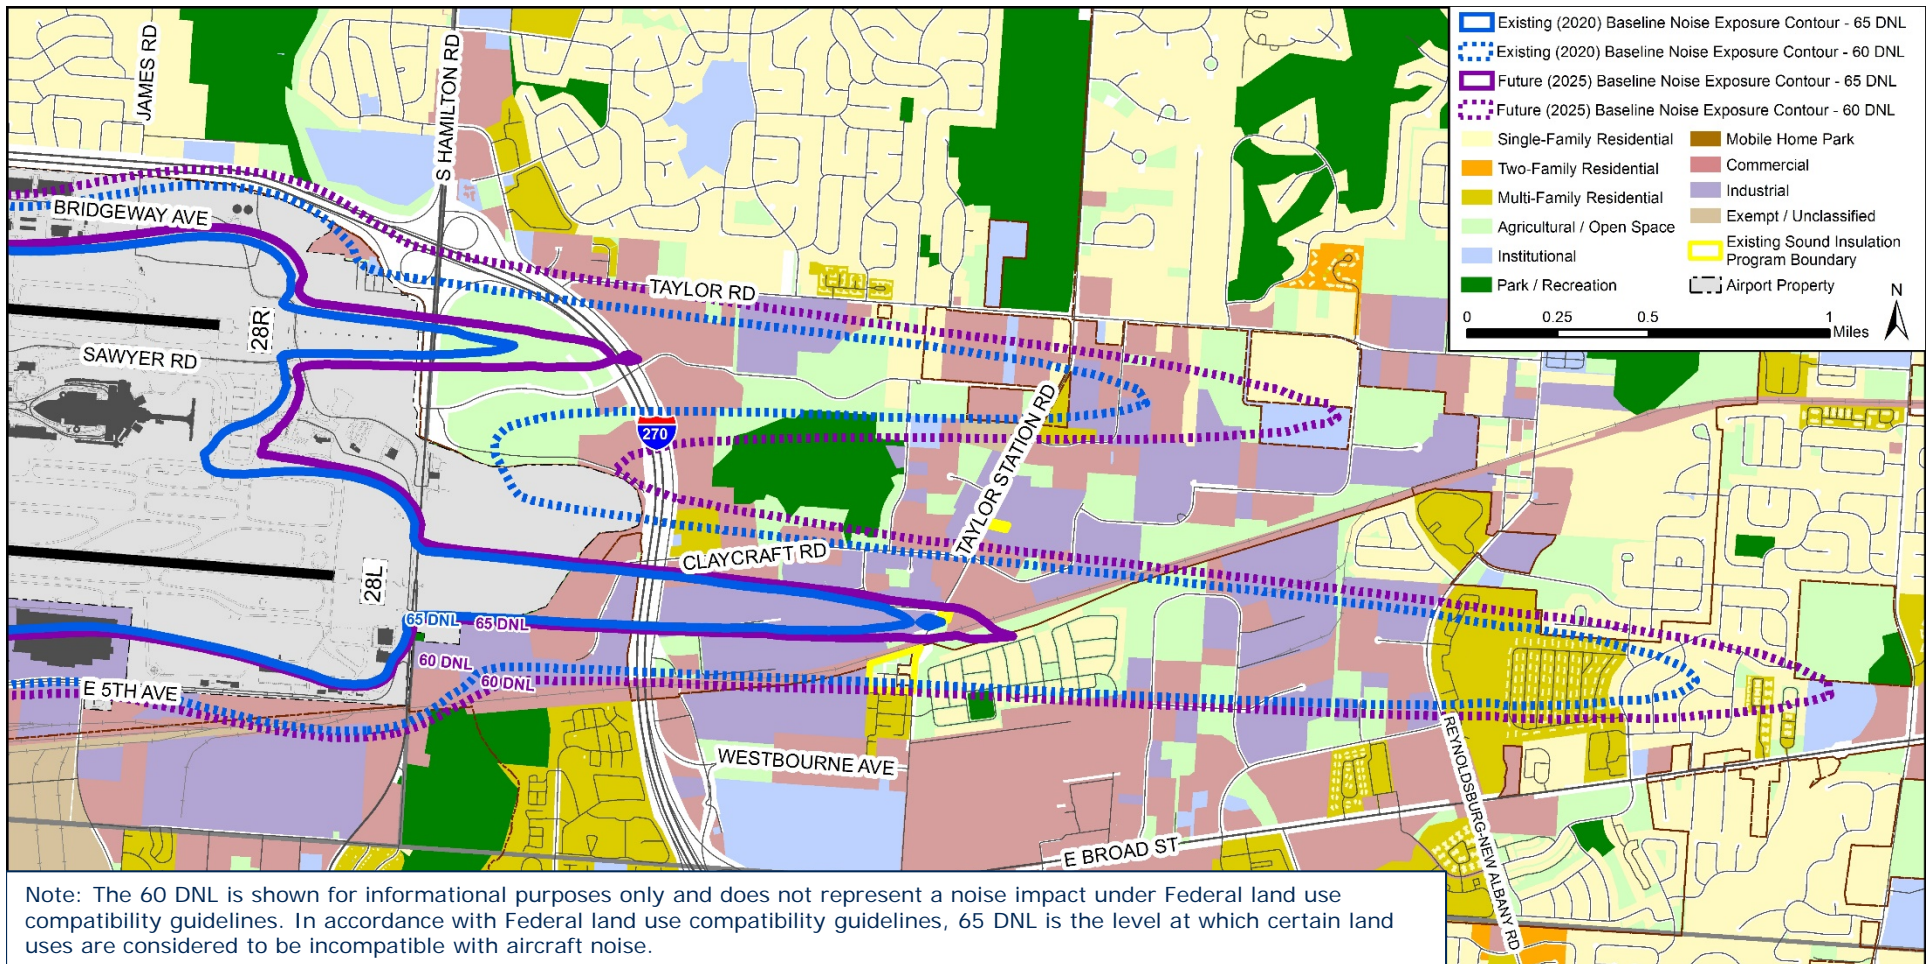 JAMES RD
S HAMILTON RD
BRIDGEWAY AVE
28R
SAWYER RD
TAYLOR RD
270
TAYLOR STATION RD
CLAYCRAFT RD
28L
65 DNL
65 DNL
60 DNL
60 DNL
E 5TH AVE
WESTBOURNE AVE
REYNOLDSBURG-NEW ALBANY RD
E BROAD ST
Existing (2020) Baseline Noise Exposure Contour - 65 DNL
Existing (2020) Baseline Noise Exposure Contour - 60 DNL
Future (2025) Baseline Noise Exposure Contour - 65 DNL
Future (2025) Baseline Noise Exposure Contour - 60 DNL
Single-Family Residential
Two-Family Residential
Multi-Family Residential
Agricultural / Open Space
Institutional
Park / Recreation
Mobile Home Park
Commercial
Industrial
Exempt / Unclassified
Existing Sound Insulation
Program Boundary
Airport Property
N
0 0.25 0.5 1
Miles
Note: The 60 DNL is shown for informational purposes only and does not represent a noise impact under Federal land use
compatibility guidelines. In accordance with Federal land use compatibility guidelines, 65 DNL is the level at which certain land
uses are considered to be incompatible with aircraft noise.